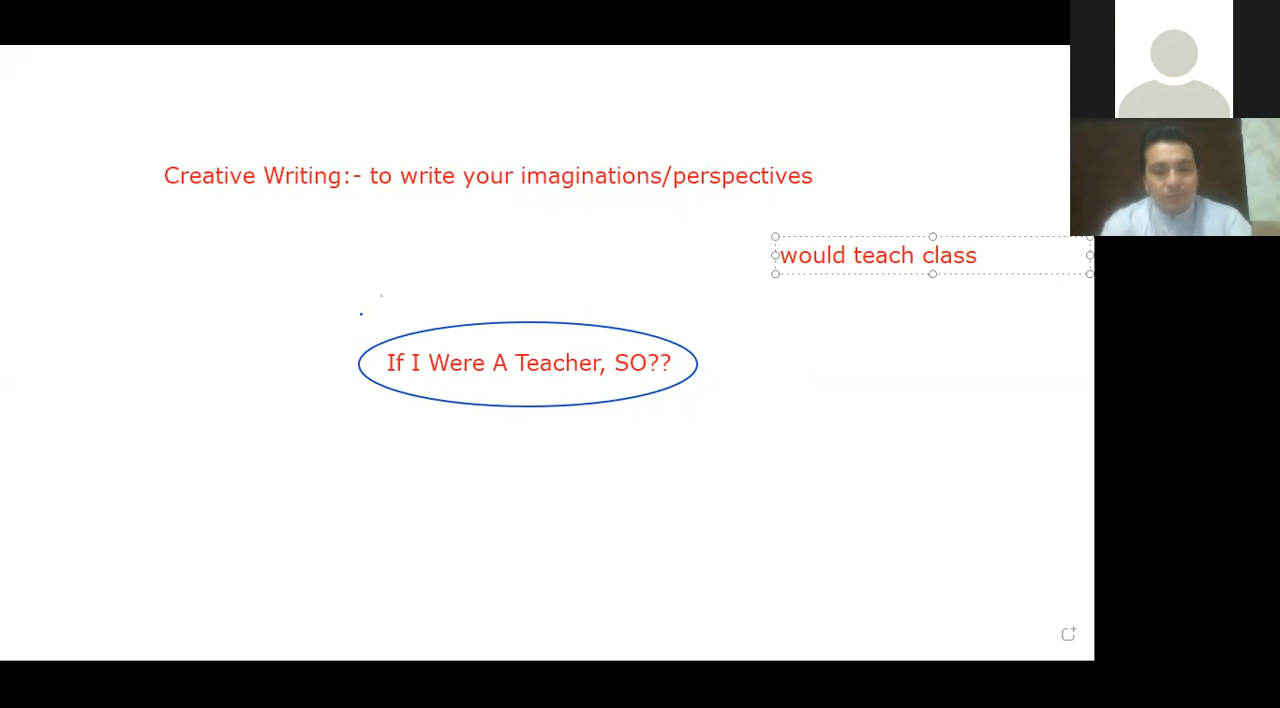 Creative Writing:- to write your imaginations/perspectives
would teach class
If I Were A Teacher, SO??